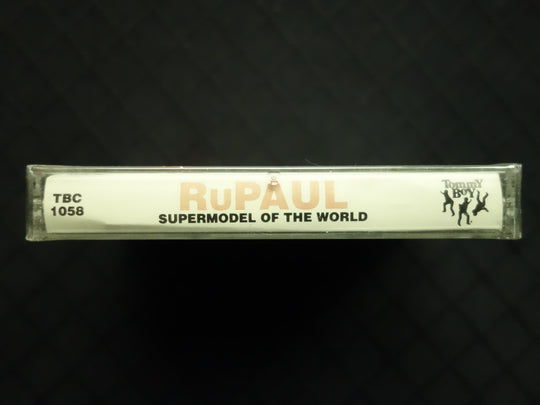 TBC
1058
RuPAUL
SUPERMODEL OF THE WORLD
Tommy
Boy